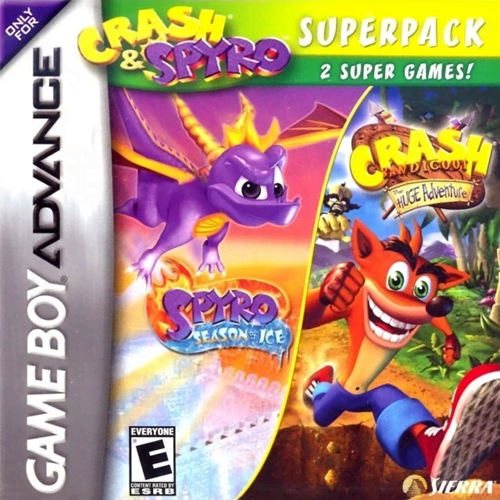 ONLY
FOR
GAME BOY ADVANCE
CRASH
& SPYRO
SUPERPACK
2 SUPER GAMES!
CRASH
BANDICOOT
The
HUGE Adventure
SPYRO
SEASON OF ICE
EVERYONE
E
CONTENT RATED BY
ESRB
SIERRA